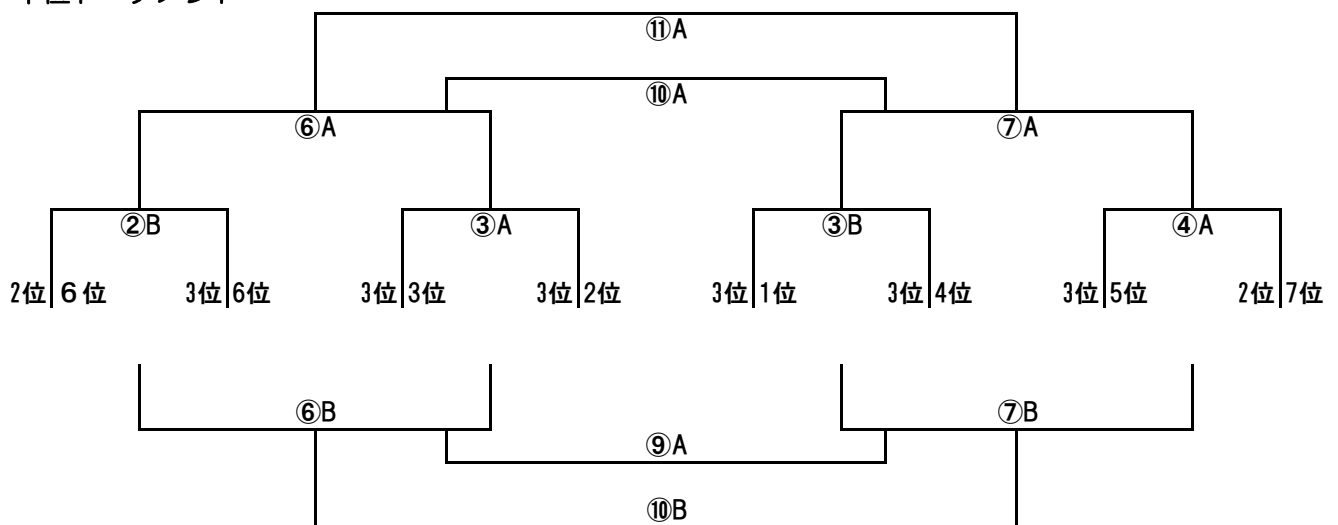 ⑪A
⑩A
⑥A ⑦A
②B ③A ③B ④A
2位 6位 3位 6位 3位 3位 3位 2位 3位 1位 3位 4位 3位 5位 2位 7位
⑥B ⑦B
⑨A
⑩B